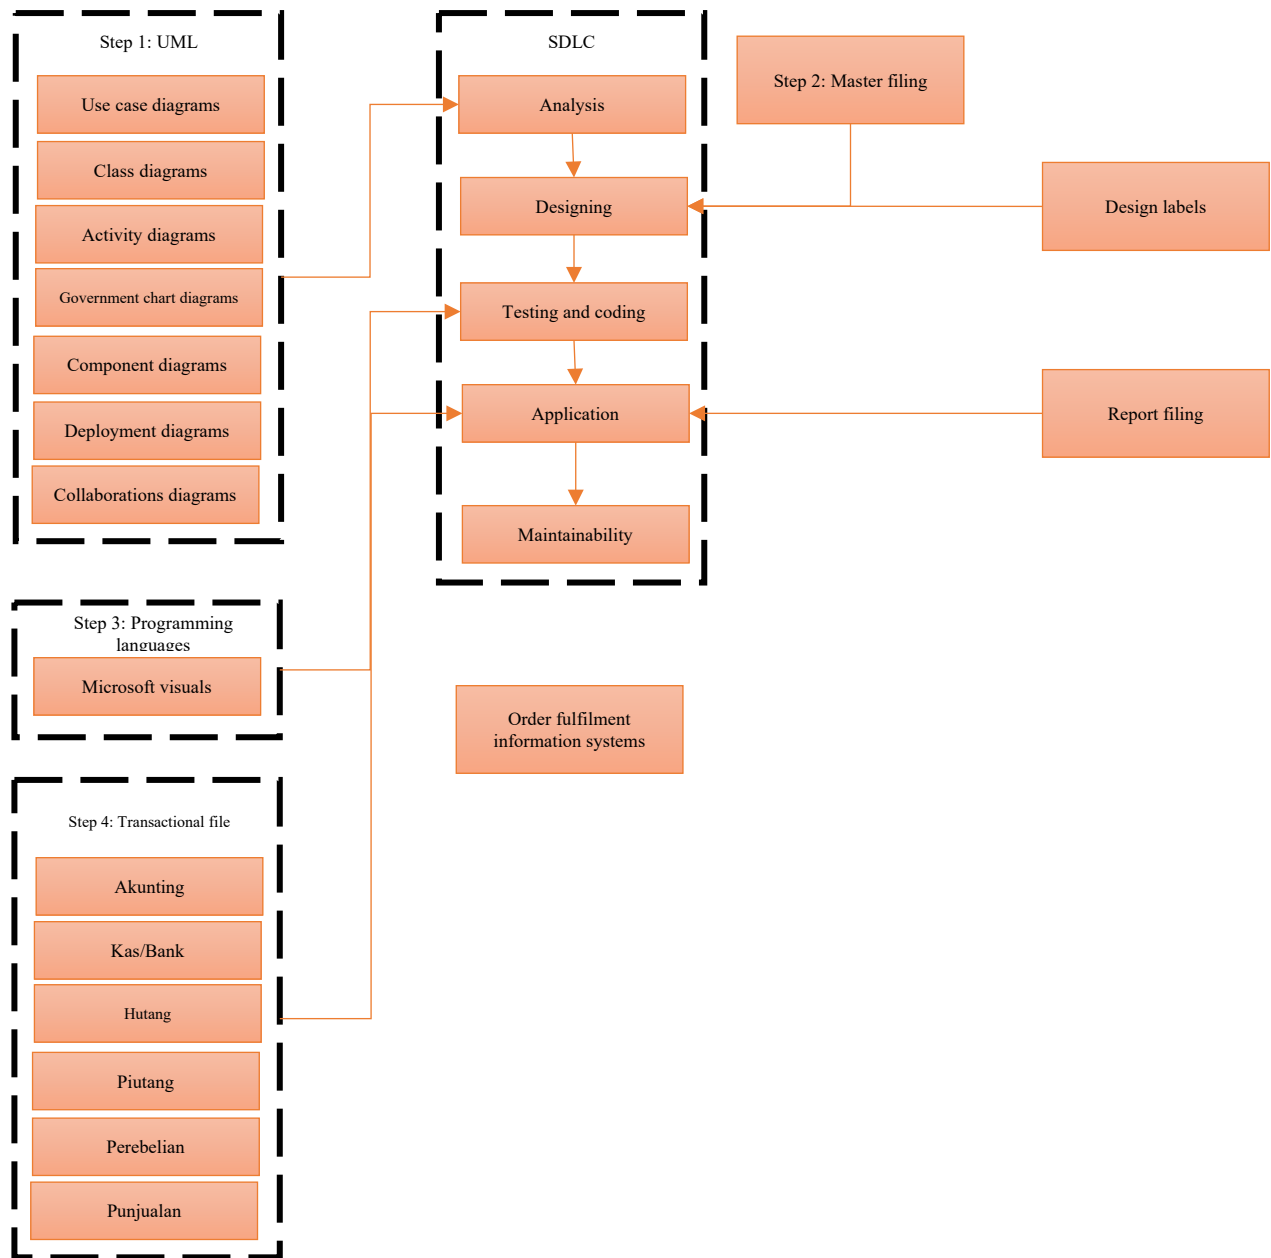 Step 1: UML
Use case diagrams
Class diagrams
Activity diagrams
Government chart diagrams
Component diagrams
Deployment diagrams
Collaborations diagrams
SDLC
Analysis
Designing
Testing and coding
Application
Maintainability
Step 2: Master filing
Design labels
Report filing
Step 3: Programming
languages
Microsoft visuals
Order fulfilment
information systems
Step 4: Transactional file
Akunting
Kas/Bank
Hutang
Piutang
Perebelian
Punjualan